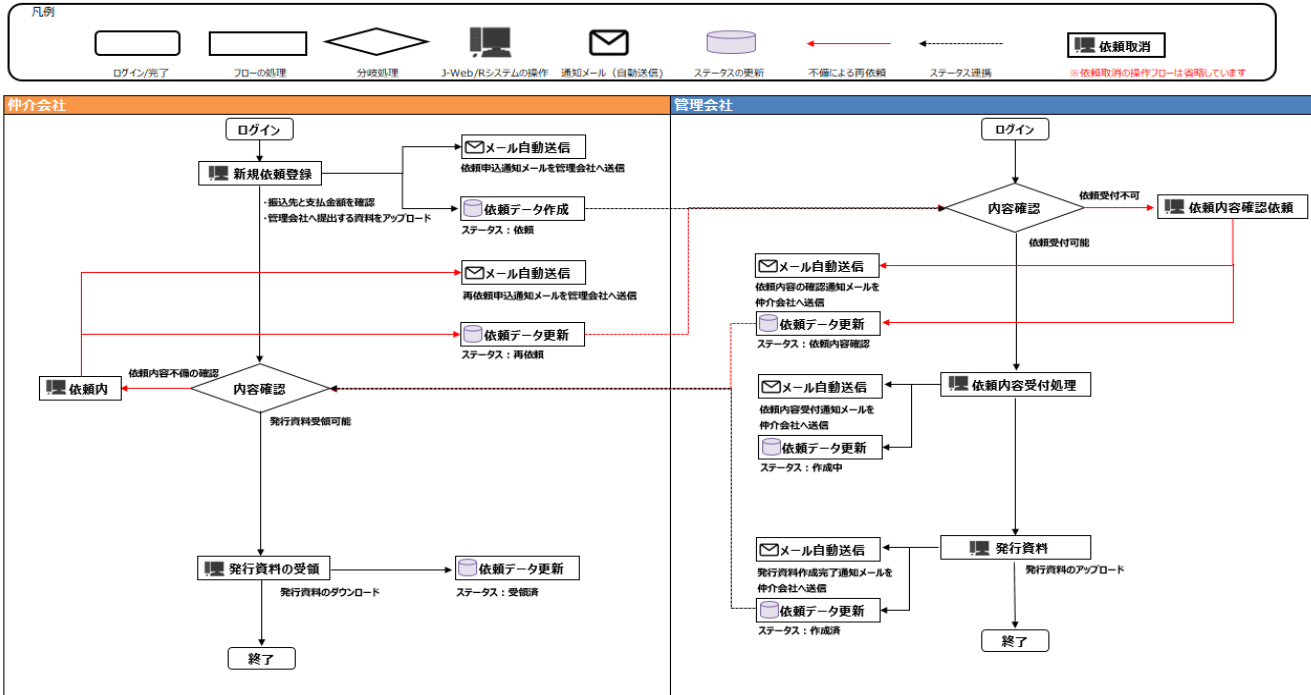 凡例
ログイン/完了
フローの処理
分岐処理
J-Web/Rシステムの操作
通知メール（自動送信）
ステータスの更新
不備による再依頼
ステータス連携
依頼取消
※依頼取消の操作フローは省略しています
仲介会社
ログイン
新規依頼登録
・振込先と支払金額を確認
・管理会社へ提出する資料をアップロード
メール自動送信
依頼申込通知メールを管理会社へ送信
依頼データ作成
ステータス：依頼
メール自動送信
再依頼申込通知メールを管理会社へ送信
依頼データ更新
ステータス：再依頼
依頼内容不備の確認
依頼内
内容確認
発行資料受領可能
発行資料の受領
発行資料のダウンロード
依頼データ更新
ステータス：受領済
終了
管理会社
ログイン
内容確認
依頼受付不可
依頼内容確認依頼
依頼受付可能
メール自動送信
依頼内容の確認通知メールを
仲介会社へ送信
依頼データ更新
ステータス：依頼内容確認
依頼内容受付処理
メール自動送信
依頼内容受付通知メールを
仲介会社へ送信
依頼データ更新
ステータス：作成中
発行資料
発行資料のアップロード
メール自動送信
発行資料作成完了通知メールを
仲介会社へ送信
依頼データ更新
ステータス：作成済
終了